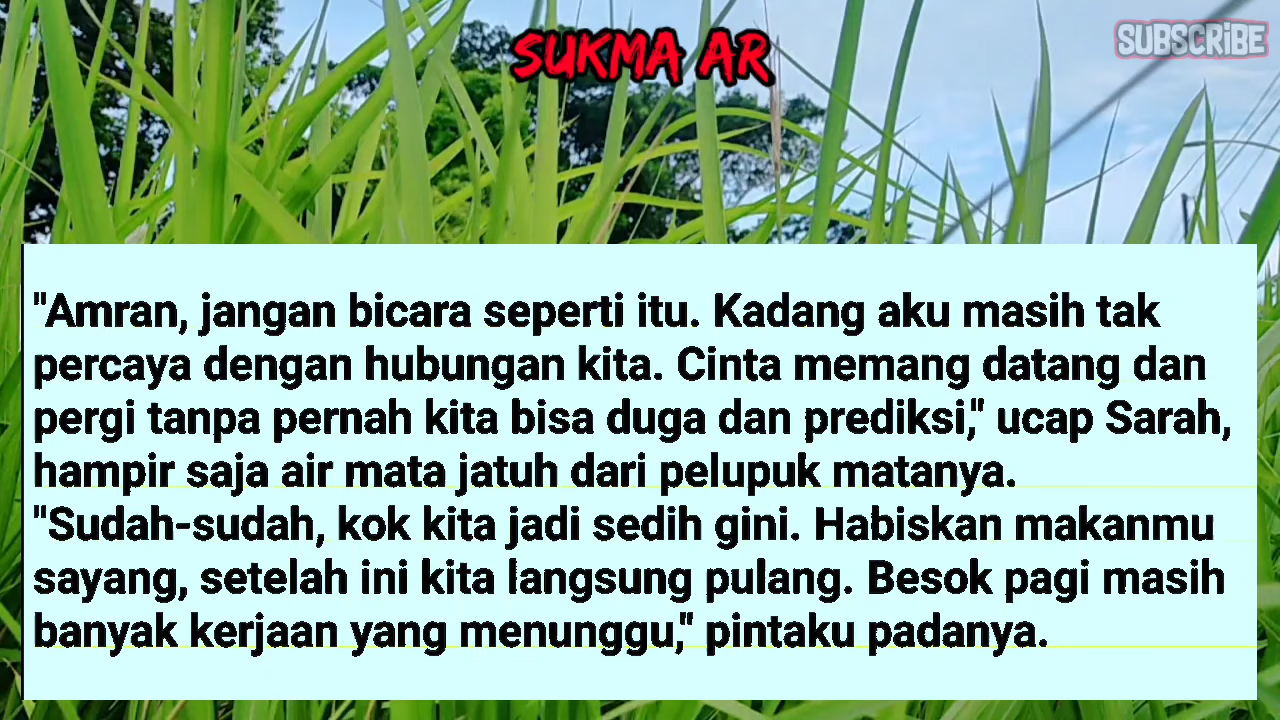 SUKMA AR
SUBSCRIBE
"Amran, jangan bicara seperti itu. Kadang aku masih tak
percaya dengan hubungan kita. Cinta memang datang dan
pergi tanpa pernah kita bisa duga dan prediksi," ucap Sarah,
hampir saja air mata jatuh dari pelupuk matanya.
"Sudah-sudah, kok kita jadi sedih gini. Habiskan makanmu
sayang, setelah ini kita langsung pulang. Besok pagi masih
banyak kerjaan yang menunggu," pintaku padanya.